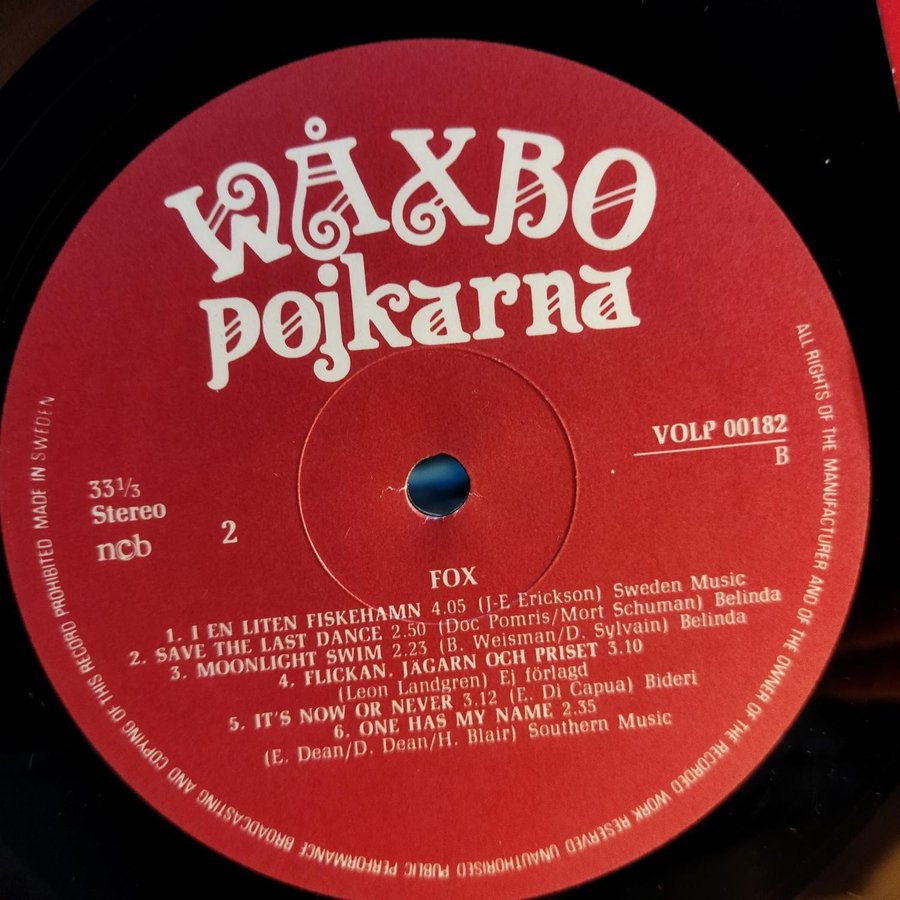 WÅXBO
pojkarna
VOLP 00182
B
33 1/3
Stereo
ncb
2
FOX
1. I EN LITEN FISKEHAMN 4.05 (J-E Erickson) Sweden Music
2. SAVE THE LAST DANCE 2.50 (Doc Pomris/Mort Schuman) Belinda
3. MOONLIGHT SWIM 2.23 (B. Weisman/D. Sylvain) Belinda
4. FLICKAN. JÄGARN OCH PRISET 3.10
(Leon Landgren) Ej förlagd
5. IT'S NOW OR NEVER 3.12 (E. Di Capua) Bideri
6. ONE HAS MY NAME 2.35
(E. Dean/D. Dean/H. Blair) Southern Music
ALL RIGHTS OF THE MANUFACTURER AND OF THE OWNER OF THE RECORDED WORK RESERVED UNAUTHORISED PUBLIC PERFORMANCE BROADCASTING AND COPYING OF THIS RECORD PROHIBITED MADE IN SWEDEN